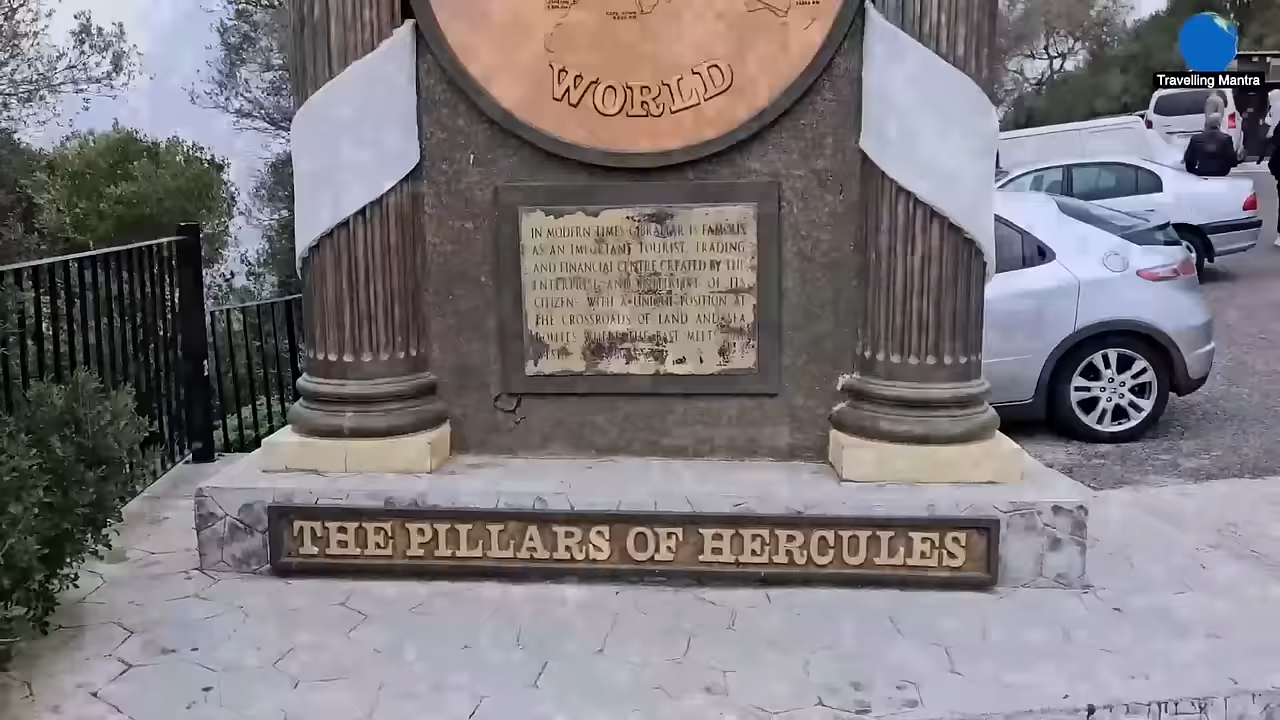 Travelling Mantra
WORLD
IN MODERN TIMES GIBRALTAR IS FAMOUS
AS AN IMPORTANT TOURIST, TRADING
AND FINANCIAL CENTRE CREATED BY THE
ENTERPRISE AND INDUSTRY OF ITS
CITIZENS WITH A UNIQUE POSITION AT
THE CROSSROADS OF LAND AND SEA
ROUTES WHERE THE EAST MEETS
WEST
THE PILLARS OF HERCULES